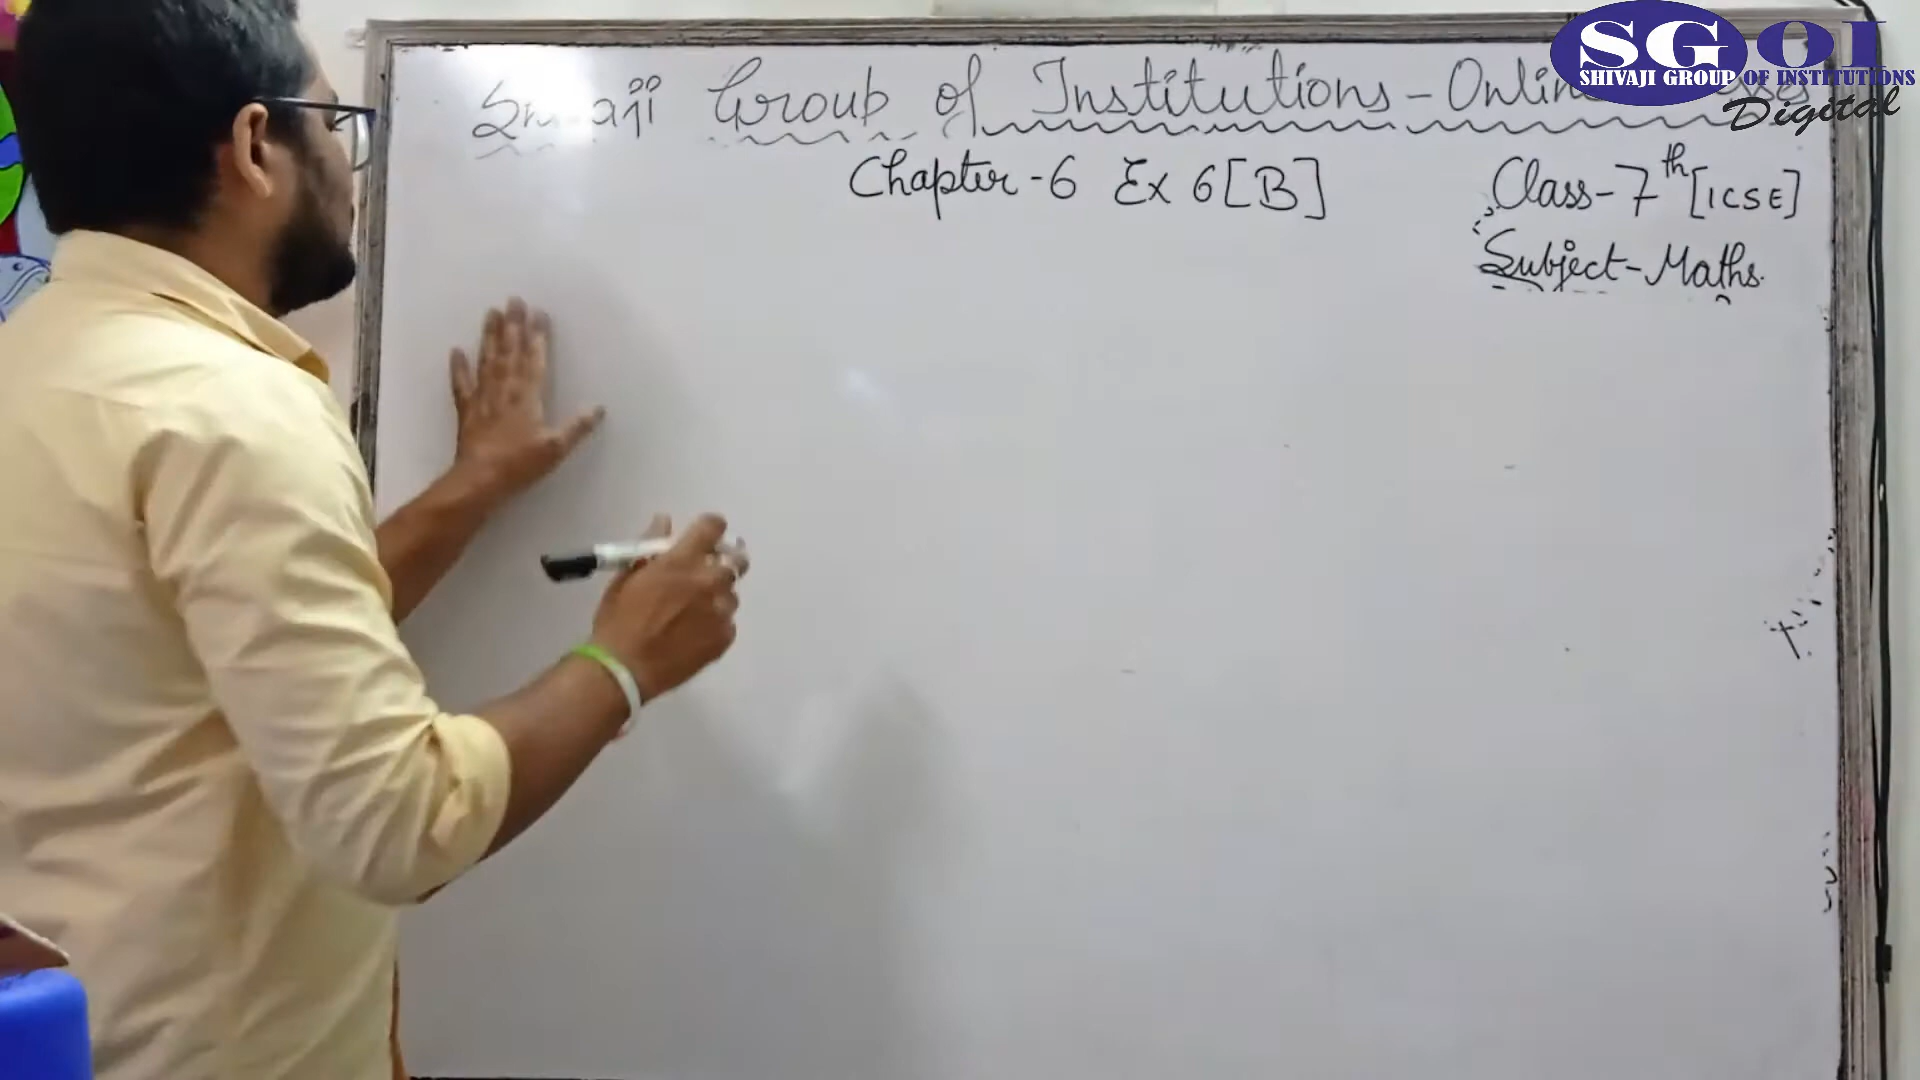 Group of Institutions - Online
Chapter - 6 Ex 6 [B]
Class - 7th [ICSE]
Subject - Maths.
SGOI
SHIVAJI GROUP OF INSTITUTIONS
Digital